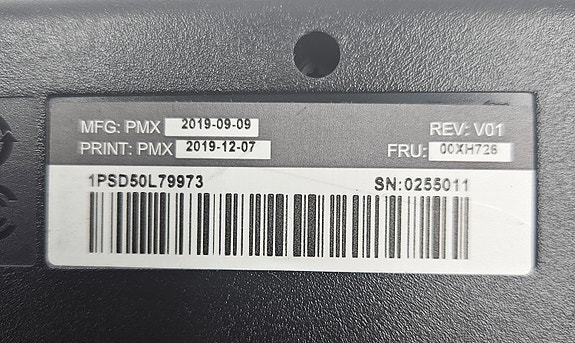 MFG: PMX 2019-09-09 REV: V01
PRINT: PMX 2019-12-07 FRU: 00XH726
1PSD50L79973 SN:0255011